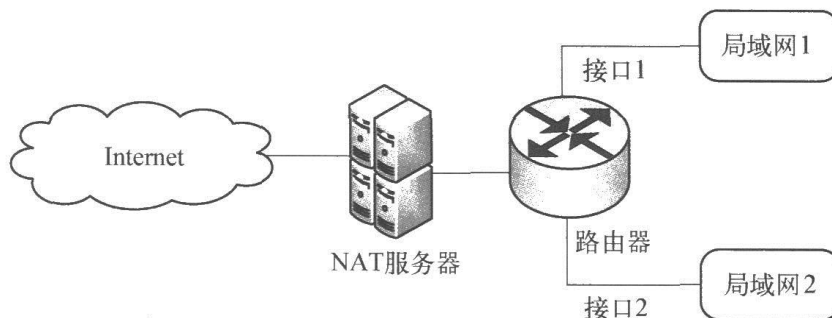 局域网1
接口1
Internet
路由器
NAT服务器
局域网2
接口2